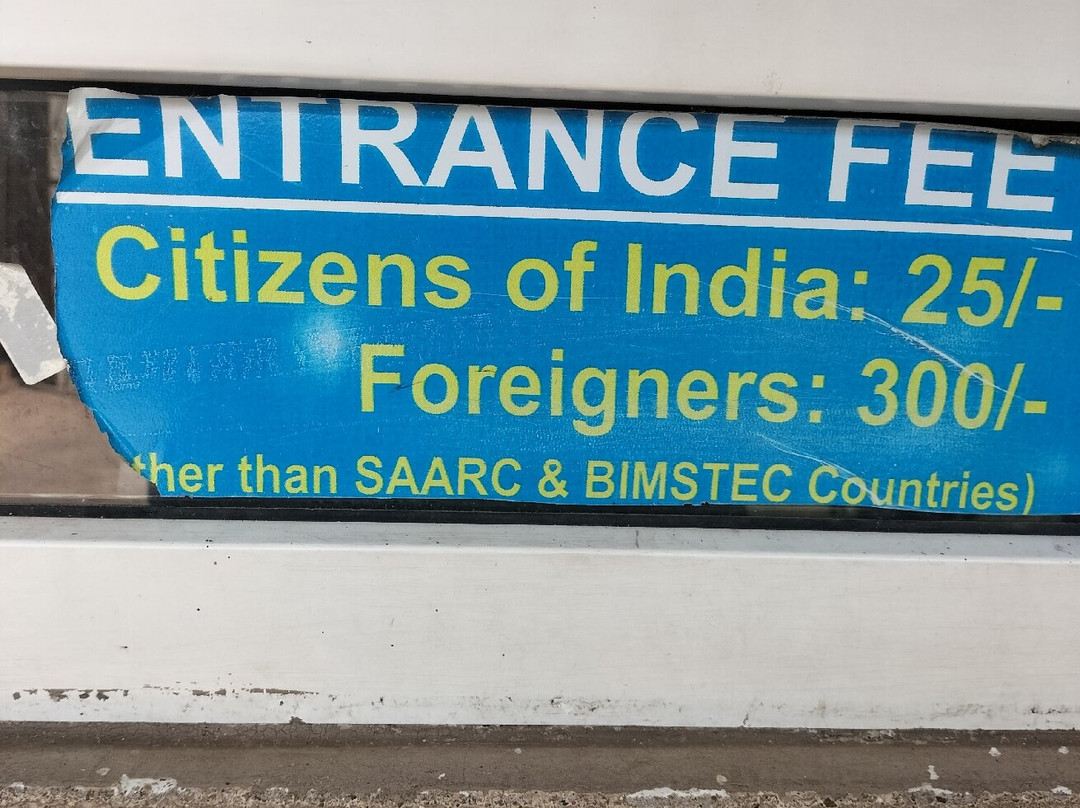 ENTRANCE FEE
Citizens of India: 25/-
Foreigners: 300/-
ther than SAARC & BIMSTEC Countries)